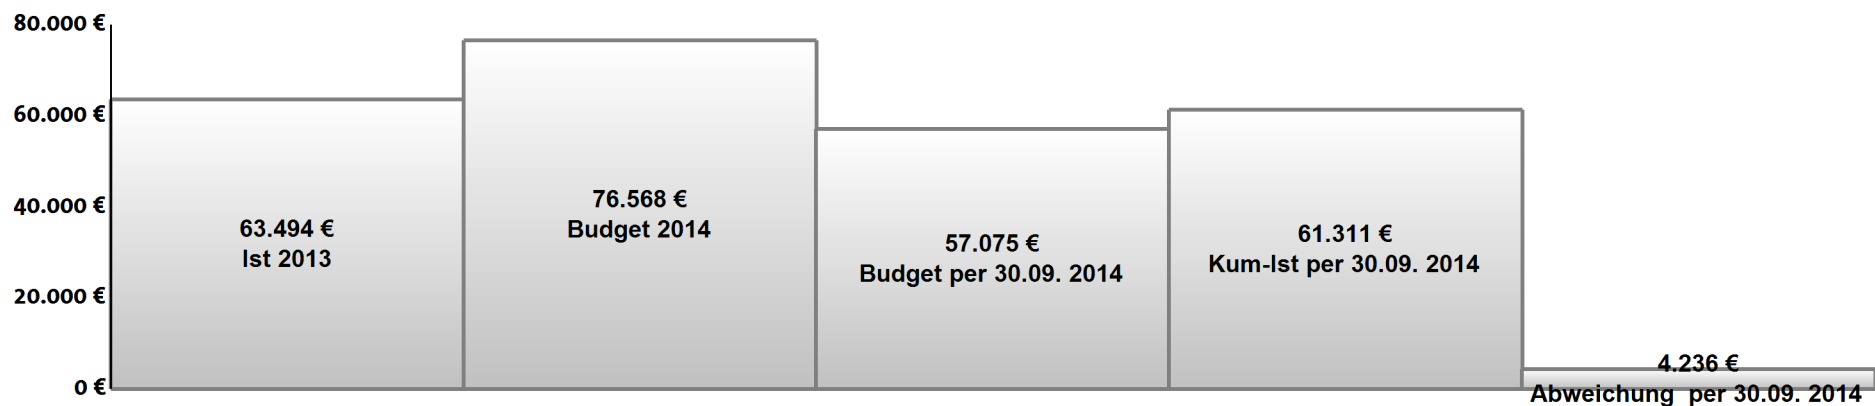 80.000 €
60.000 €
40.000 €
20.000 €
0 €
63.494 €
Ist 2013
76.568 €
Budget 2014
57.075 €
Budget per 30.09. 2014
61.311 €
Kum-Ist per 30.09. 2014
4.236 €
Abweichung  per 30.09. 2014